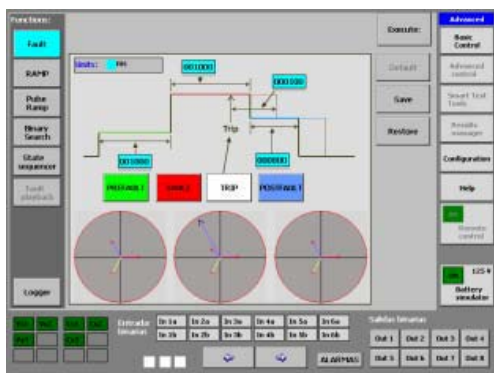 Functions:
Fault
RAMP
Pulse
Ramp
Binary
Search
State
sequencer
Fault
playback
Logger
Units: ms
001000
000100
Trip
001000
000000
PREFAULT
TRIP
POSTFAULT
Execute:
Default
Save
Restore
Advanced
Basic
Control
Advanced
control
Smart Test
Tools
Results
manager
Configuration
Help
Remote
control
125 V
Battery
simulator
Entradas
binarias
In 1a In 2a In 3a In 4a In 5a In 6a
In 1b In 2b In 3b In 4b In 5b In 6b
ALARMAS
Salidas binarias
Out 1 Out 2 Out 3 Out 4
Out 5 Out 6 Out 7 Out 8